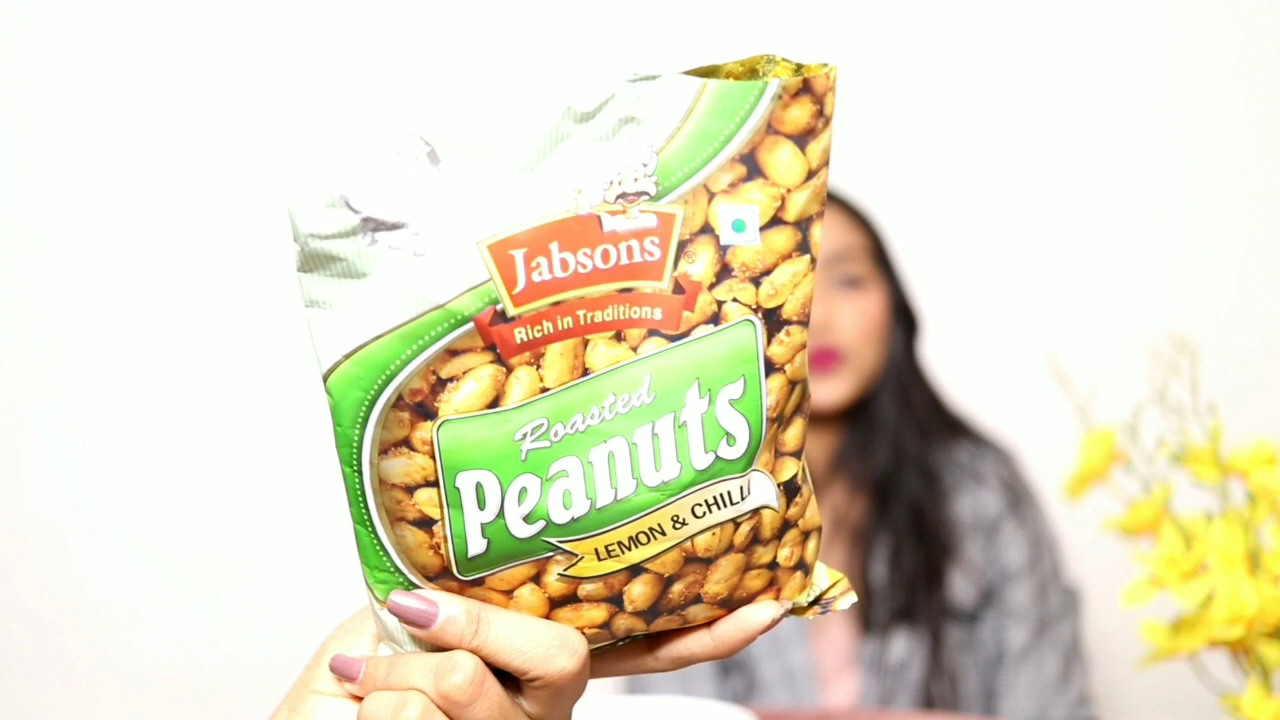 Jabsons
®
Rich in Traditions
Roasted
Peanuts
LEMON & CHILLI